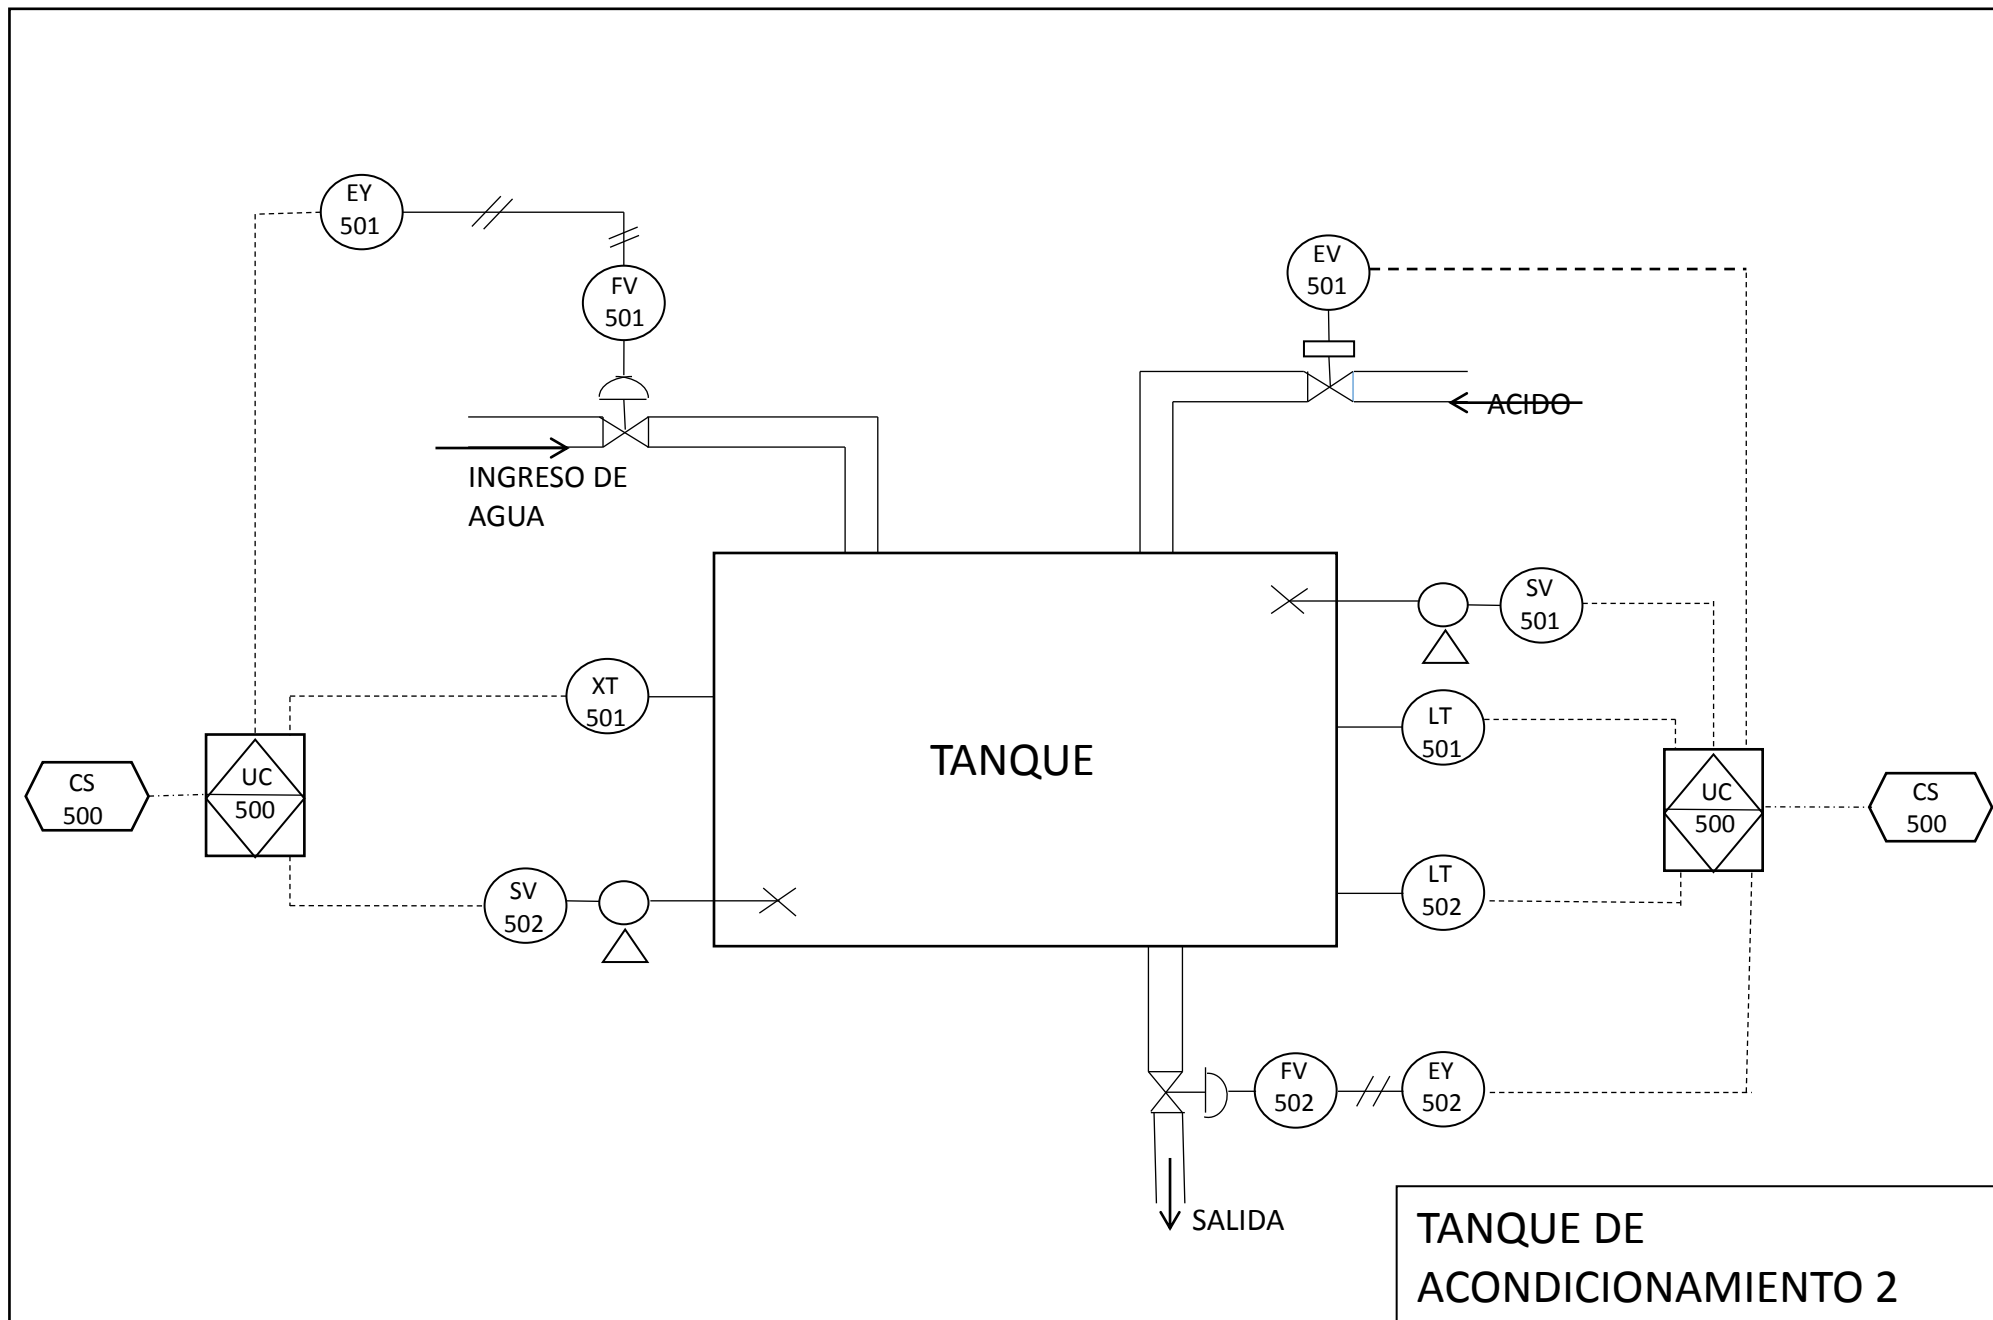 EY
501
FV
501
EV
501
ACIDO
INGRESO DE
AGUA
SV
501
XT
501
LT
501
TANQUE
CS
500
UC
500
UC
500
CS
500
SV
502
LT
502
FV
502
EY
502
SALIDA
TANQUE DE
ACONDICIONAMIENTO 2